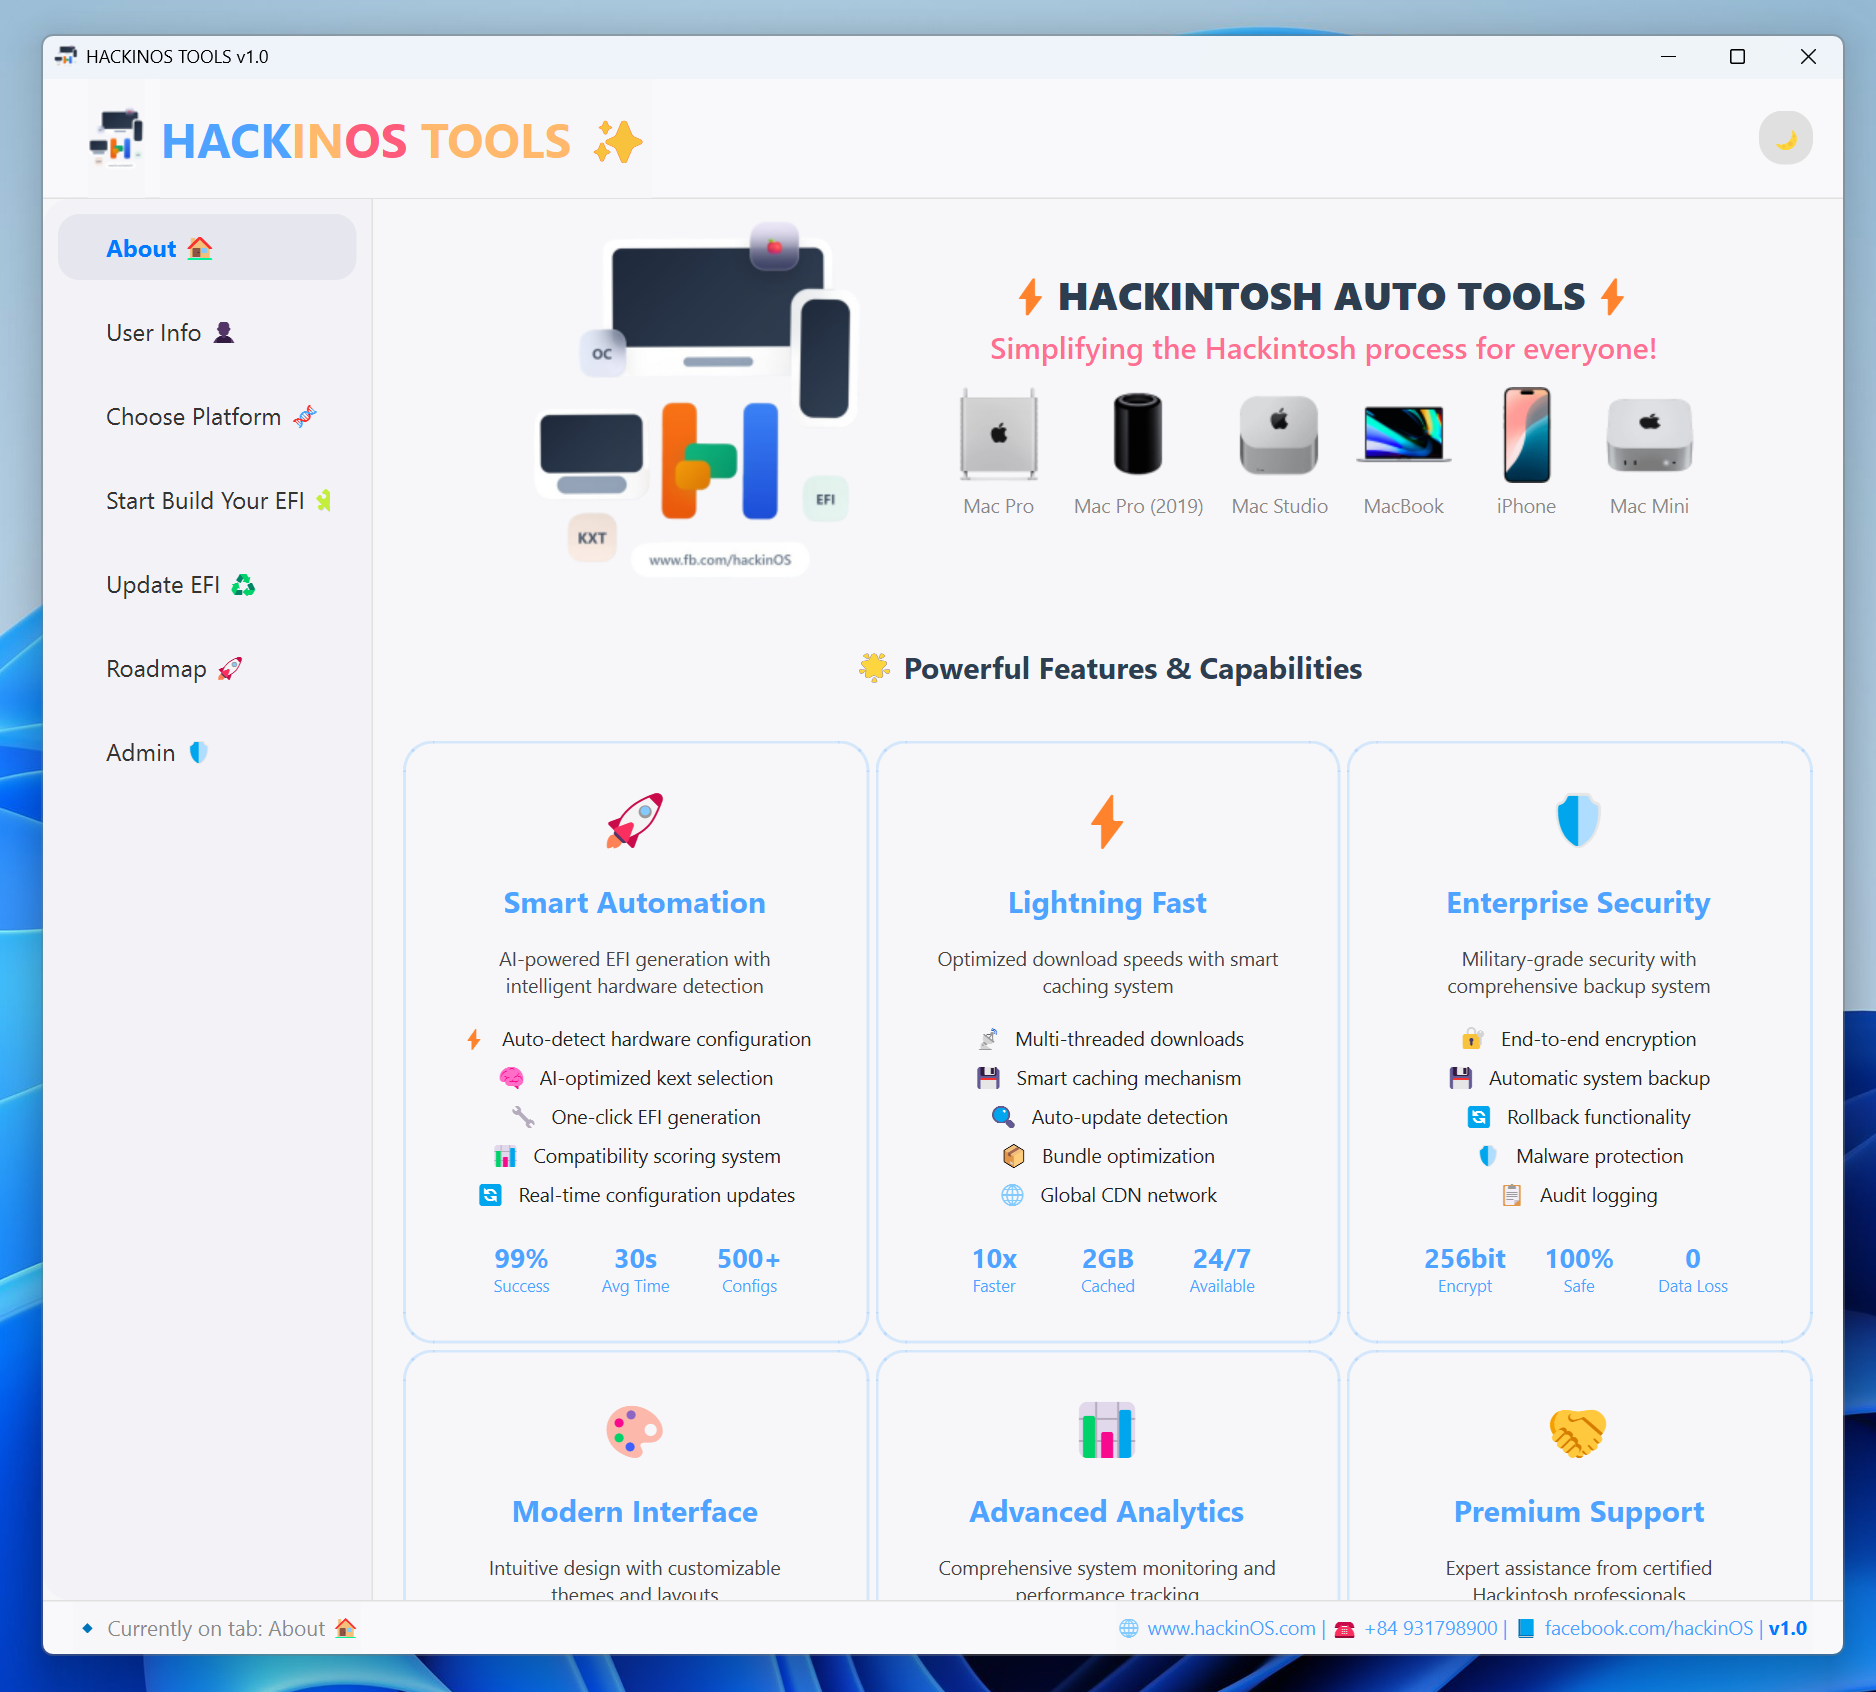 HACKINOS TOOLS v1.0
HACKINOS TOOLS
About
User Info
Choose Platform
Start Build Your EFI
Update EFI
Roadmap
Admin
OC
EFI
KXT
www.fb.com/hackinOS
HACKINTOSH AUTO TOOLS
Simplifying the Hackintosh process for everyone!
Mac Pro
Mac Pro (2019)
Mac Studio
MacBook
iPhone
Mac Mini
Powerful Features & Capabilities
Smart Automation
AI-powered EFI generation with
intelligent hardware detection
Auto-detect hardware configuration
AI-optimized kext selection
One-click EFI generation
Compatibility scoring system
Real-time configuration updates
99% 30s 500+
Success Avg Time Configs
Lightning Fast
Optimized download speeds with smart
caching system
Multi-threaded downloads
Smart caching mechanism
Auto-update detection
Bundle optimization
Global CDN network
10x 2GB 24/7
Faster Cached Available
Enterprise Security
Military-grade security with
comprehensive backup system
End-to-end encryption
Automatic system backup
Rollback functionality
Malware protection
Audit logging
256bit 100% 0
Encrypt Safe Data Loss
Modern Interface
Intuitive design with customizable
themes and layouts
Advanced Analytics
Comprehensive system monitoring and
performance tracking
Premium Support
Expert assistance from certified
Hackintosh professionals
Currently on tab: About
www.hackinOS.com | +84 931798900 | facebook.com/hackinOS | v1.0